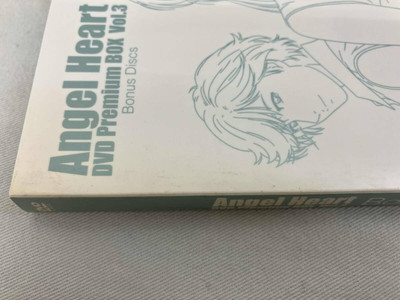 Angel Heart
DVD Premium BOX Vol.3
Bonus Discs
Angel Heart